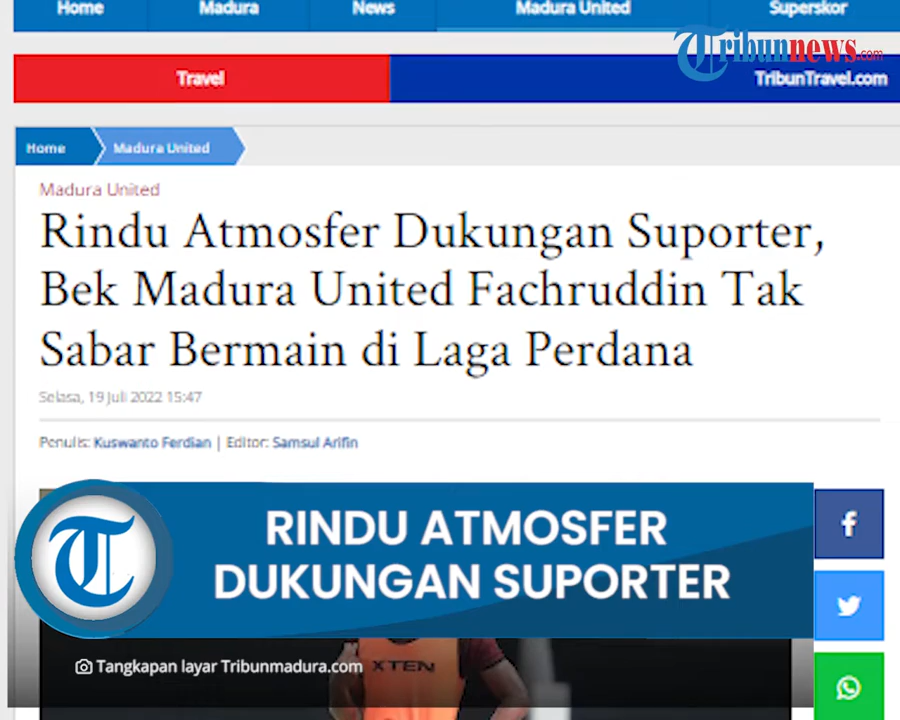 Home Madura News Madura United Superskor
Tribunnews.com
Travel TribunTravel.com
Home Madura United
Madura United
Rindu Atmosfer Dukungan Suporter,
Bek Madura United Fachruddin Tak
Sabar Bermain di Laga Perdana
Selasa, 19 Juli 2022 15:47
Penulis: Kuswanto Ferdian | Editor: Samsul Arifin
RINDU ATMOSFER
DUKUNGAN SUPORTER
Tangkapan layar Tribunmadura.com
XTEN